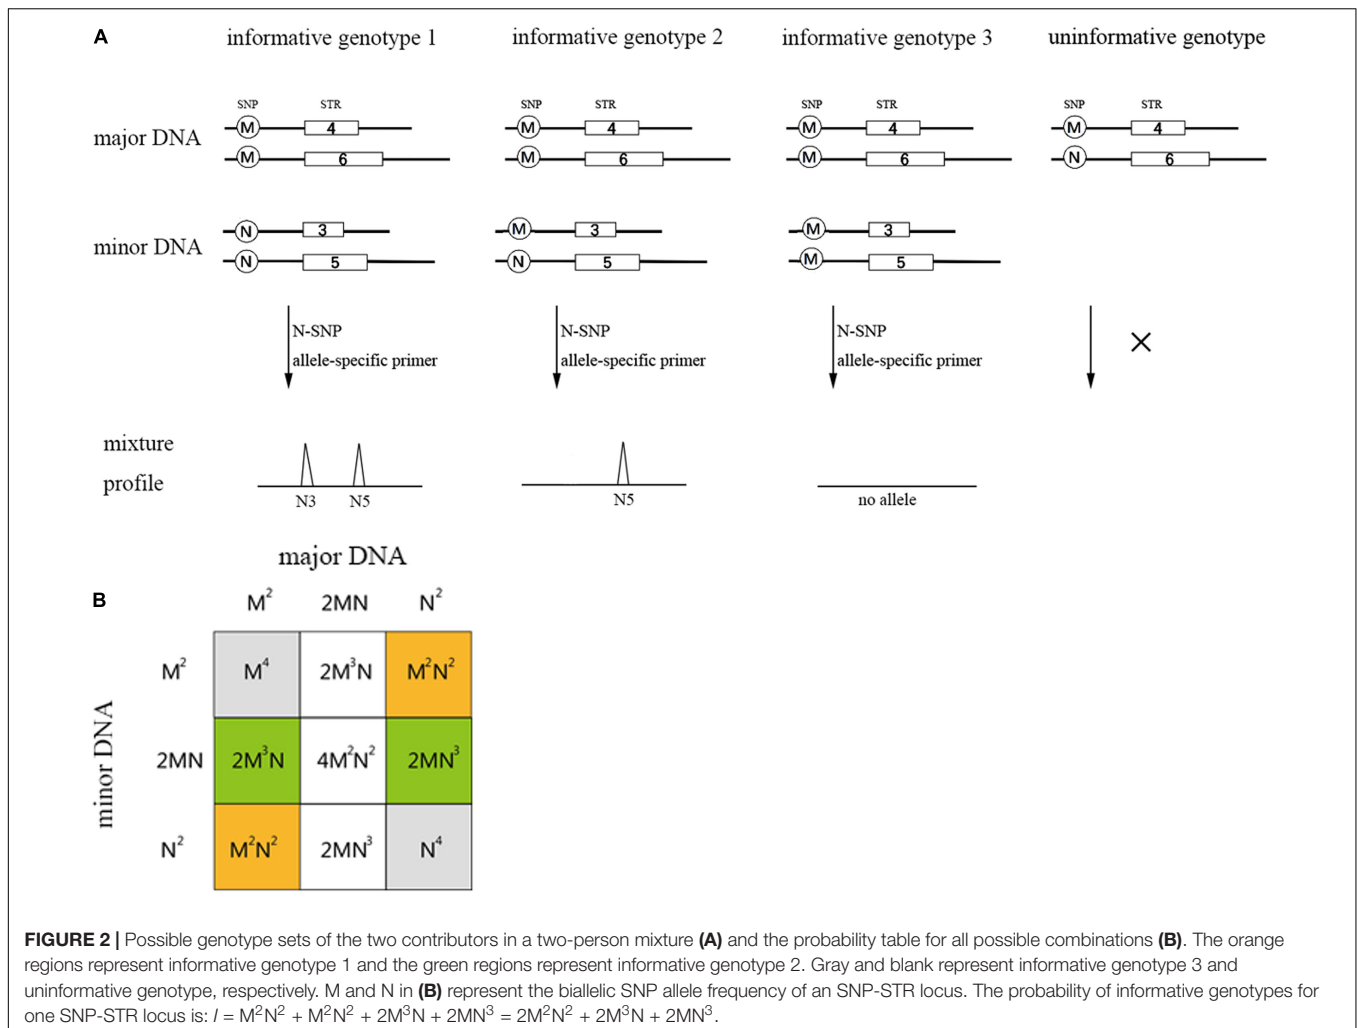 A
informative genotype 1 informative genotype 2 informative genotype 3 uninformative genotype
SNP STR SNP STR SNP STR SNP STR
major DNA
M 4 M 4 M 4 M 4
M 6 M 6 M 6 N 6
minor DNA
N 3 M 3 M 3
N 5 N 5 M 5
N-SNP N-SNP N-SNP
allele-specific primer allele-specific primer allele-specific primer
×
mixture
profile
N3 N5 N5 no allele
major DNA
B
M² 2MN N²
minor DNA
M² M⁴ 2M³N M²N²
2MN 2M³N 4M²N² 2MN³
N² M²N² 2MN³ N⁴
FIGURE 2 | Possible genotype sets of the two contributors in a two-person mixture (A) and the probability table for all possible combinations (B). The orange
regions represent informative genotype 1 and the green regions represent informative genotype 2. Gray and blank represent informative genotype 3 and
uninformative genotype, respectively. M and N in (B) represent the biallelic SNP allele frequency of an SNP-STR locus. The probability of informative genotypes for
one SNP-STR locus is: I = M²N² + M²N² + 2M³N + 2MN³ = 2M²N² + 2M³N + 2MN³.